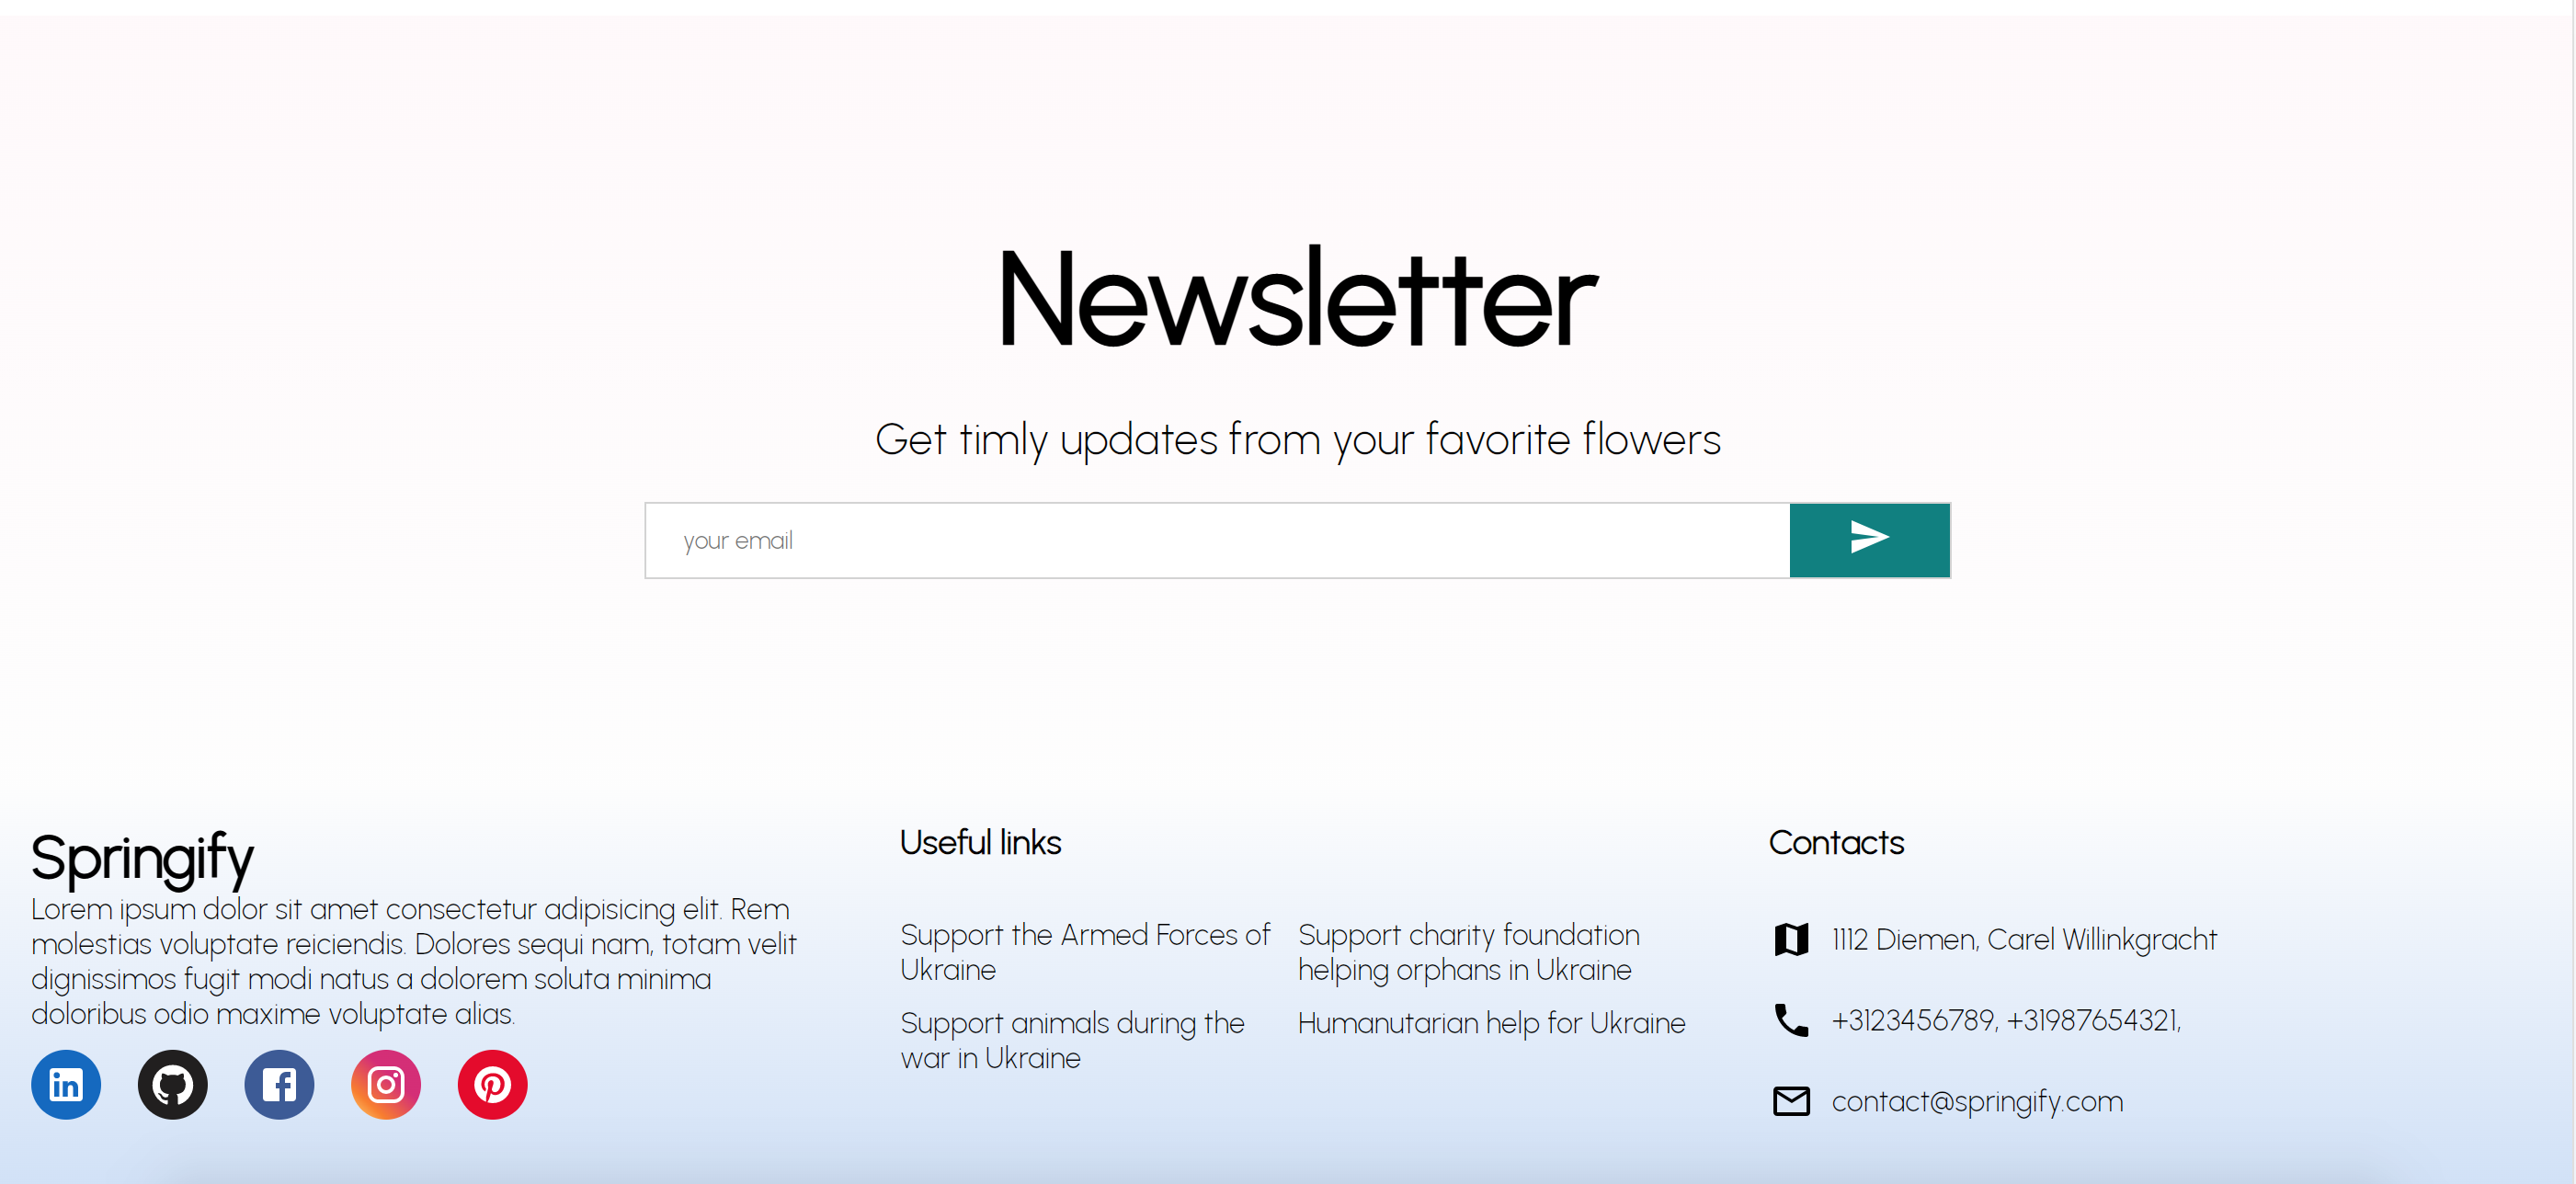 Newsletter
Get timly updates from your favorite flowers
your email
Springify
Lorem ipsum dolor sit amet consectetur adipisicing elit. Rem
molestias voluptate reiciendis. Dolores sequi nam, totam velit
dignissimos fugit modi natus a dolorem soluta minima
doloribus odio maxime voluptate alias.
Useful links
Support the Armed Forces of
Ukraine
Support charity foundation
helping orphans in Ukraine
Support animals during the
war in Ukraine
Humanutarian help for Ukraine
Contacts
1112 Diemen, Carel Willinkgracht
+3123456789, +31987654321,
contact@springify.com